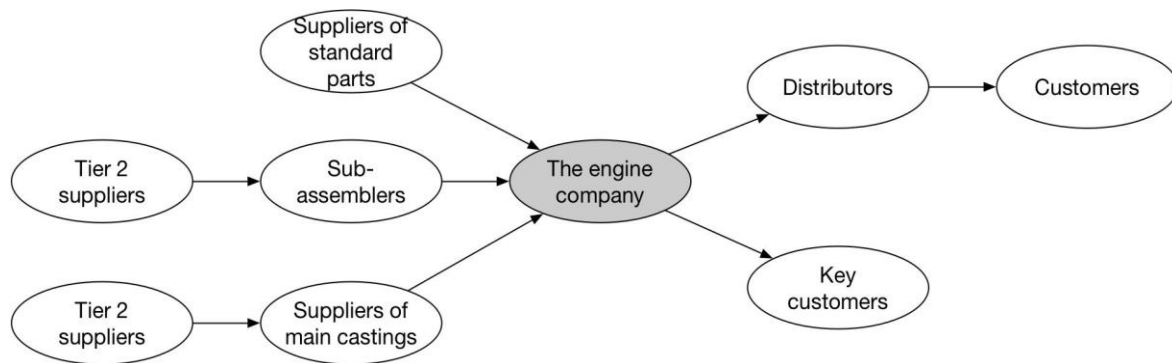 Suppliers of
standard
parts
Distributors
Customers
Tier 2
suppliers
Sub-
assemblers
The engine
company
Key
customers
Tier 2
suppliers
Suppliers of
main castings